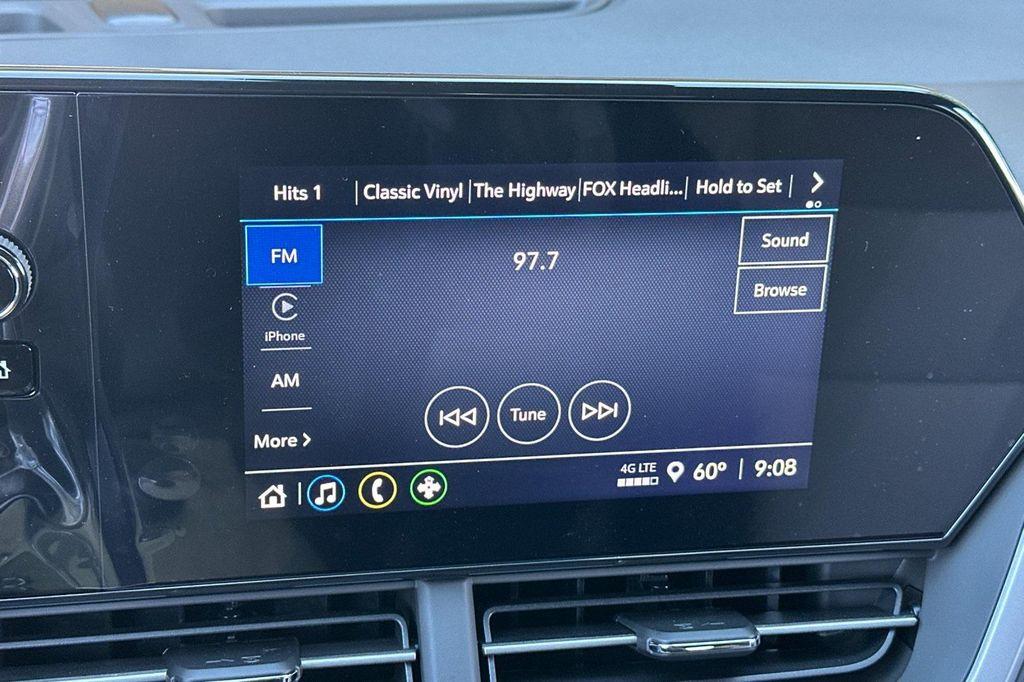 Hits 1 Classic Vinyl The Highway FOX Headli... Hold to Set
FM
97.7
Sound
Browse
iPhone
AM
Tune
More
4G LTE 60° 9:08